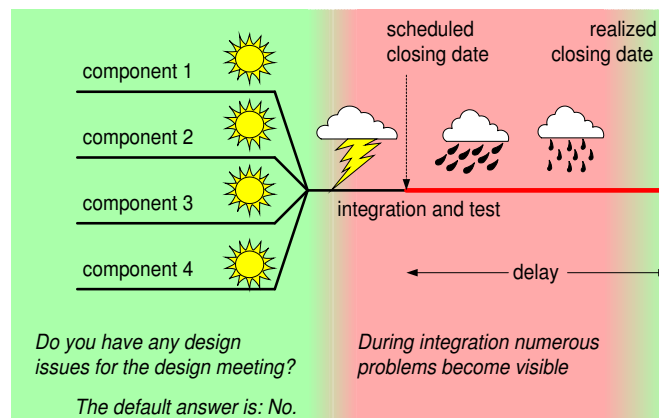 scheduled
closing date
realized
closing date
component 1
component 2
component 3
component 4
integration and test
delay
Do you have any design
issues for the design meeting?
The default answer is: No.
During integration numerous
problems become visible